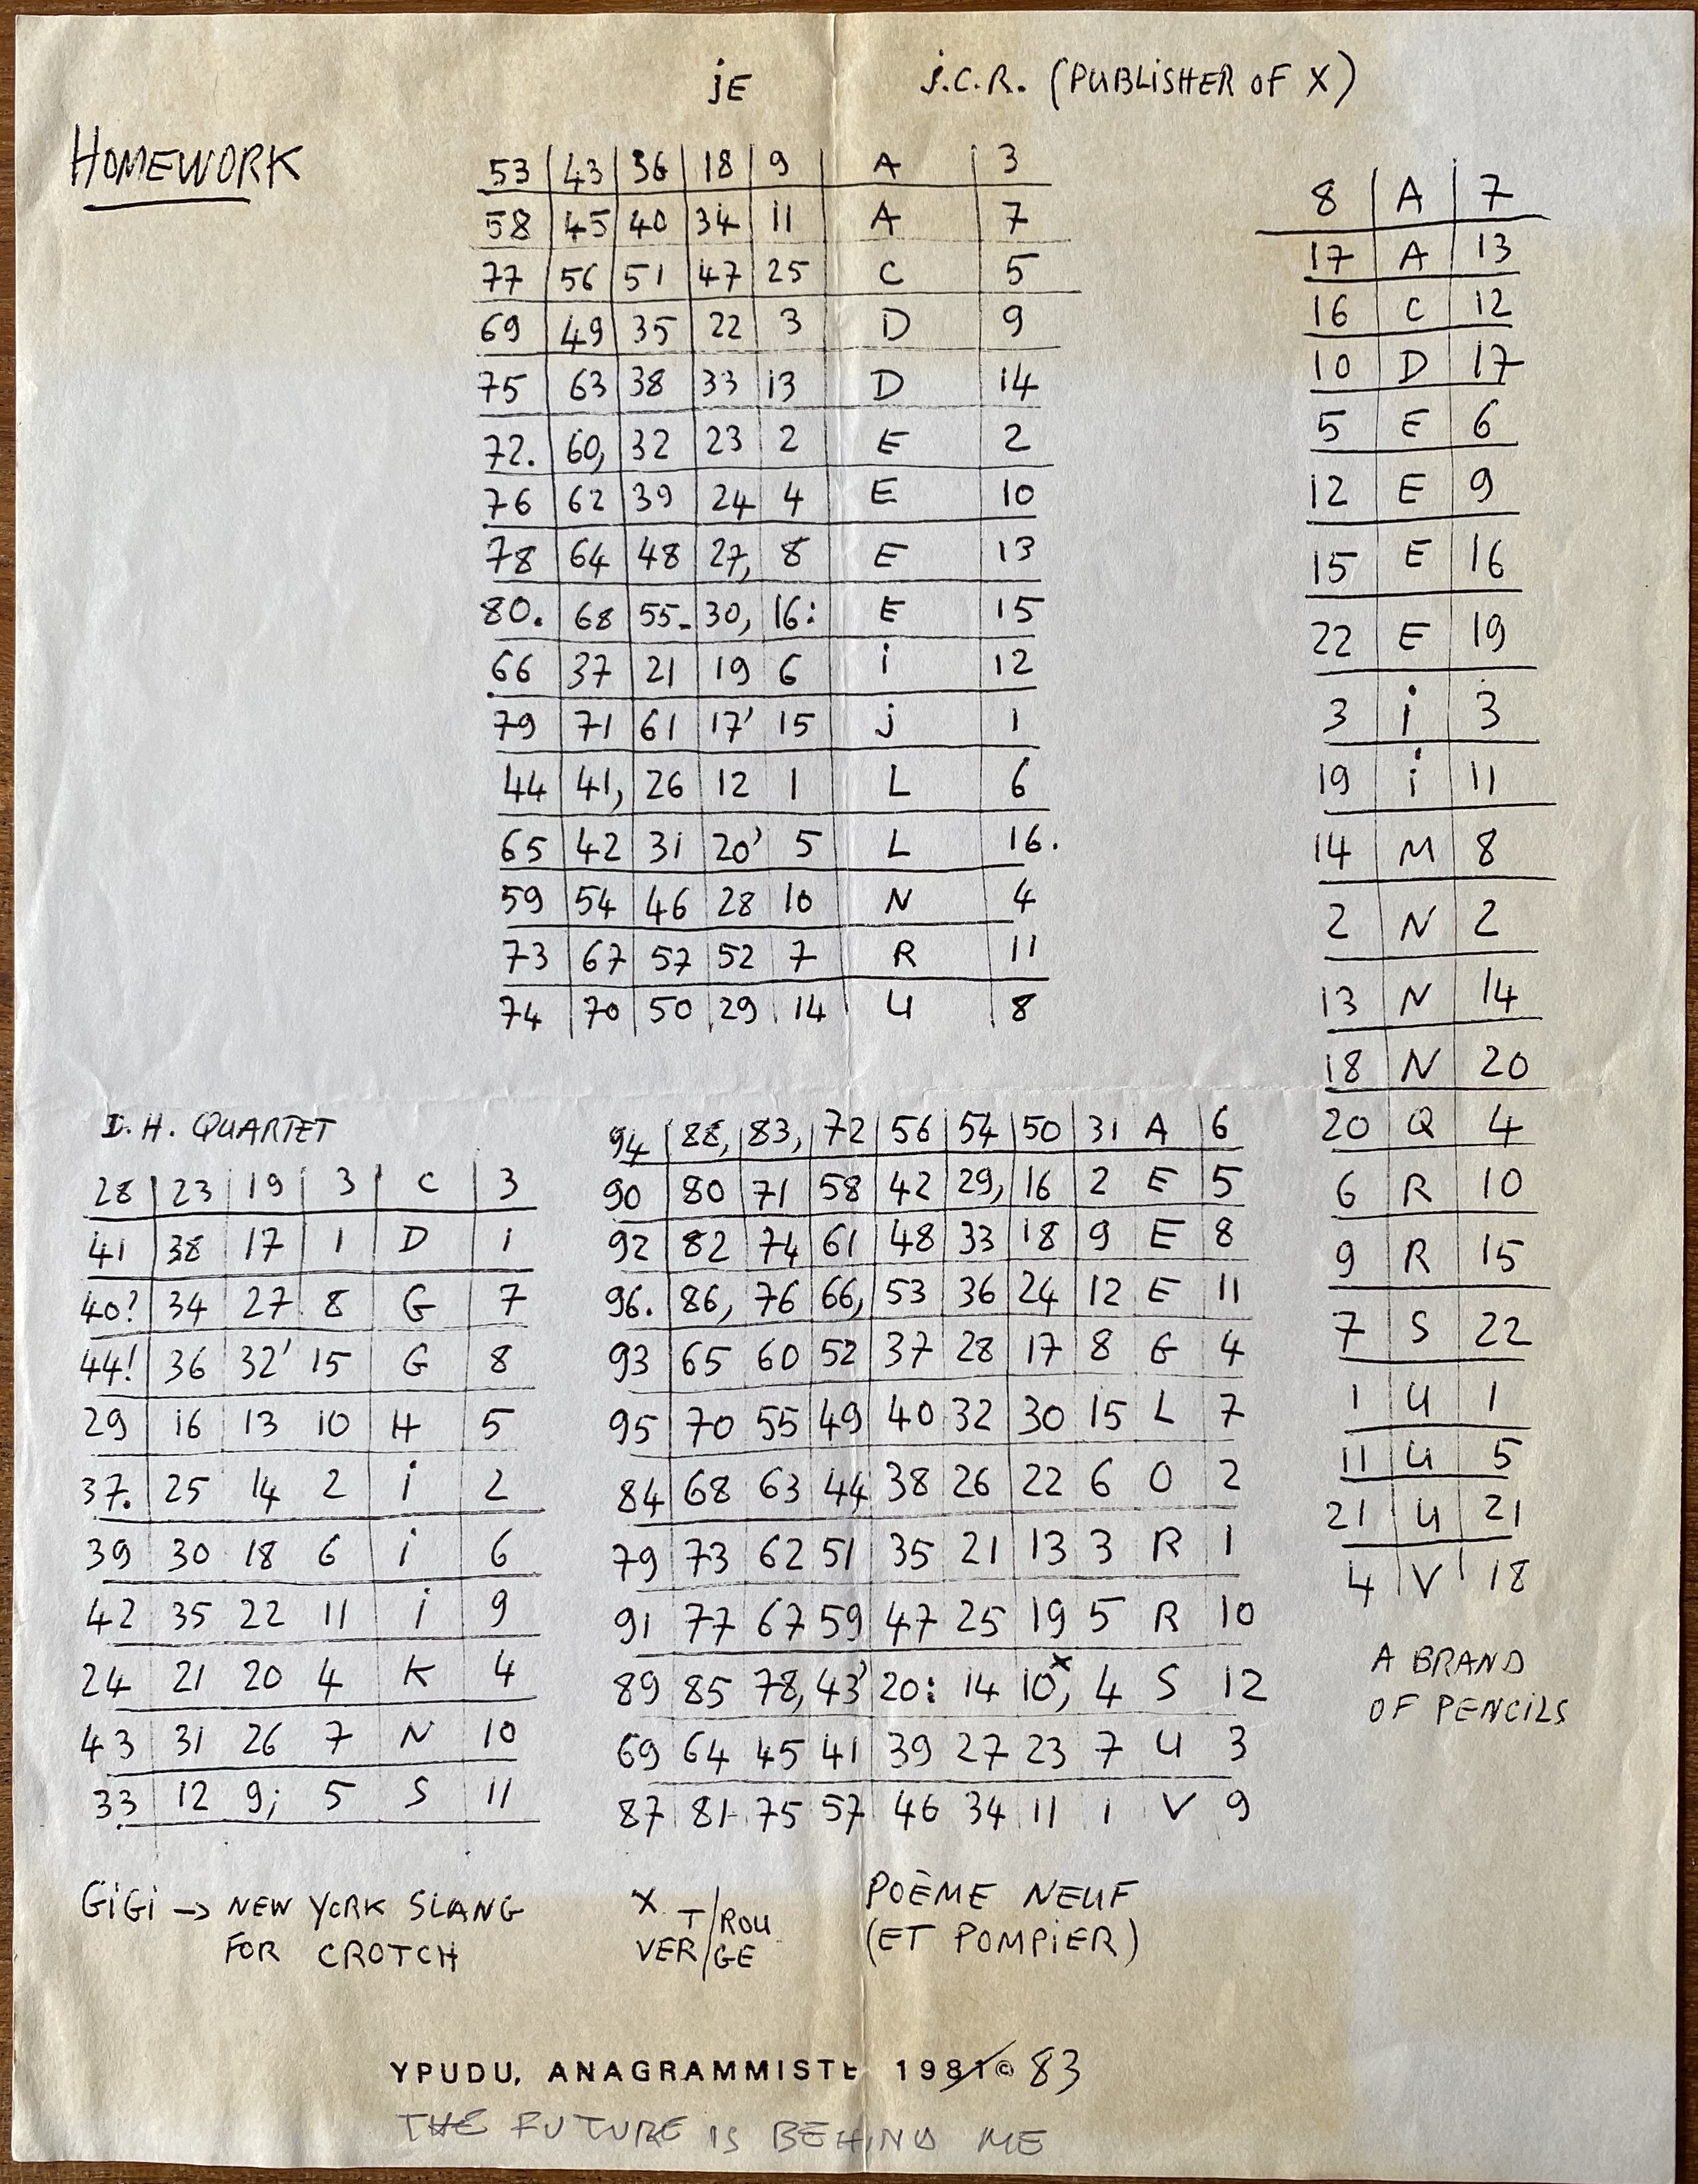 jE
j.C.R. (PUBLISHER OF X)
HOMEWORK
53 43 36 18 9 A 3
58 45 40 34 11 A 7
77 56 51 47 25 C 5
69 49 35 22 3 D 9
75 63 38 33 13 D 14
72. 60, 32 23 2 E 2
76 62 39 24 4 E 10
78 64 48 27, 8 E 13
80. 68 55- 30, 16: E 15
66 37 21 19 6 i 12
79 71 61 17' 15 j 1
44 41, 26 12 1 L 6
65 42 31 20' 5 L 16.
59 54 46 28 10 N 4
73 67 57 52 7 R 11
74 70 50 29 14 U 8
8 A 7
17 A 13
16 C 12
10 D 17
5 E 6
12 E 9
15 E 16
22 E 19
3 i 3
19 i 11
14 M 8
2 N 2
13 N 14
18 N 20
20 Q 4
6 R 10
9 R 15
7 S 22
1 U 1
11 U 5
21 U 21
4 V 18
A BRAND
OF PENCILS
D. H. QUARTET
28 23 19 3 C 3
41 38 17 1 D 1
40? 34 27 8 G 7
44! 36 32' 15 G 8
29 16 13 10 H 5
37. 25 14 2 i 2
39 30 18 6 i 6
42 35 22 11 i 9
24 21 20 4 K 4
43 31 26 7 N 10
33 12 9; 5 S 11
GiGi → NEW YORK SLANG
FOR CROTCH
94 88, 83, 72 56 54 50 31 A 6
90 80 71 58 42 29, 16 2 E 5
92 82 74 61 48 33 18 9 E 8
96. 86, 76 66, 53 36 24 12 E 11
93 65 60 52 37 28 17 8 G 4
95 70 55 49 40 32 30 15 L 7
84 68 63 44 38 26 22 6 O 2
79 73 62 51 35 21 13 3 R 1
91 77 67 59 47 25 19 5 R 10
89 85 78, 43' 20: 14 10x, 4 S 12
69 64 45 41 39 27 23 7 U 3
87 81 75 57 46 34 11 1 V 9
X T/ROU
VER/GE
POÈME NEUF
(ET POMPiER)
YPUDU, ANAGRAMMISTE 1981© 83
THE FUTURE iS BEHIND ME